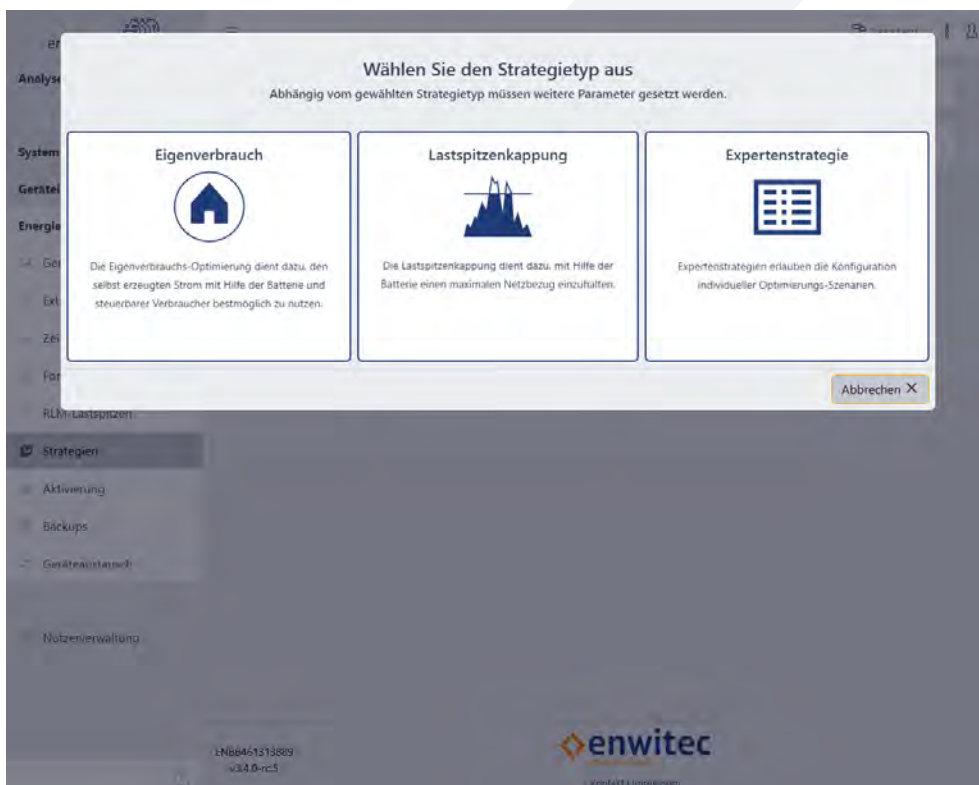 Analyse
Wählen Sie den Strategietyp aus
Abhängig vom gewählten Strategietyp müssen weitere Parameter gesetzt werden.
System
Eigenverbrauch
Die Eigenverbrauchs-Optimierung dient dazu, den
selbst erzeugten Strom mit Hilfe der Batterie und
steuerbarer Verbraucher bestmöglich zu nutzen.
Lastspitzenkappung
Die Lastspitzenkappung dient dazu, mit Hilfe der
Batterie einen maximalen Netzbezug einzuhalten.
Expertenstrategie
Expertenstrategien erlauben die Konfiguration
individueller Optimierungs-Szenarien.
Abbrechen X
Energie
RLM-Lastspitzen
Strategien
Aktivierung
Backups
Geräteaustausch
Nutzerverwaltung
v3.4.0-rc.5
enwitec